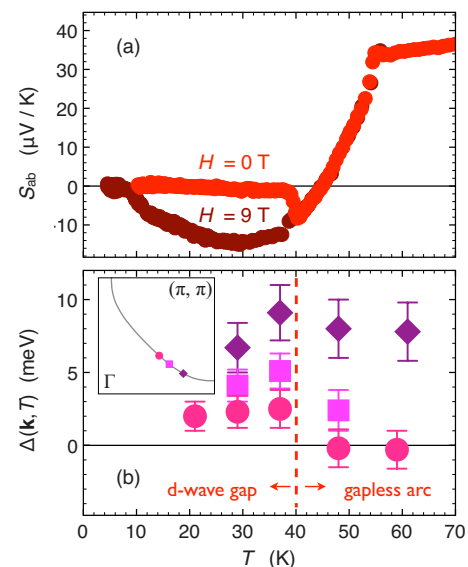 (a)
40
30
20
10
0
-10
S_ab (μV / K)
H = 0 T
H = 9 T
(π, π)
Γ
10
5
0
Δ(k,T) (meV)
(b)
d-wave gap ← → gapless arc
0 10 20 30 40 50 60 70
T (K)